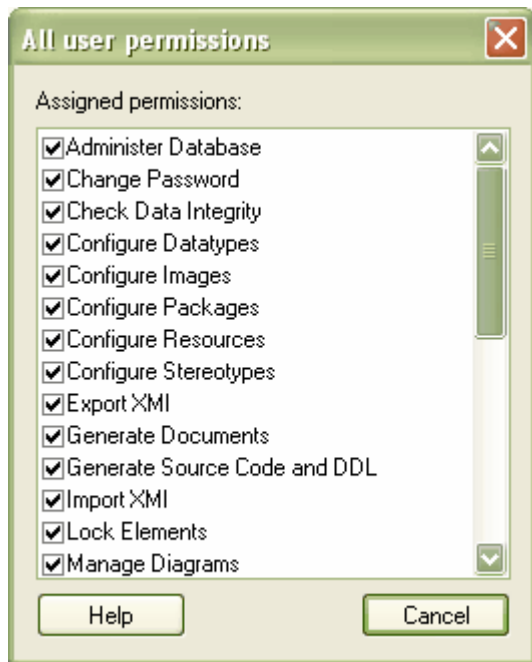 All user permissions
Assigned permissions:
Administer Database
Change Password
Check Data Integrity
Configure Datatypes
Configure Images
Configure Packages
Configure Resources
Configure Stereotypes
Export XMI
Generate Documents
Generate Source Code and DDL
Import XMI
Lock Elements
Manage Diagrams
Help
Cancel